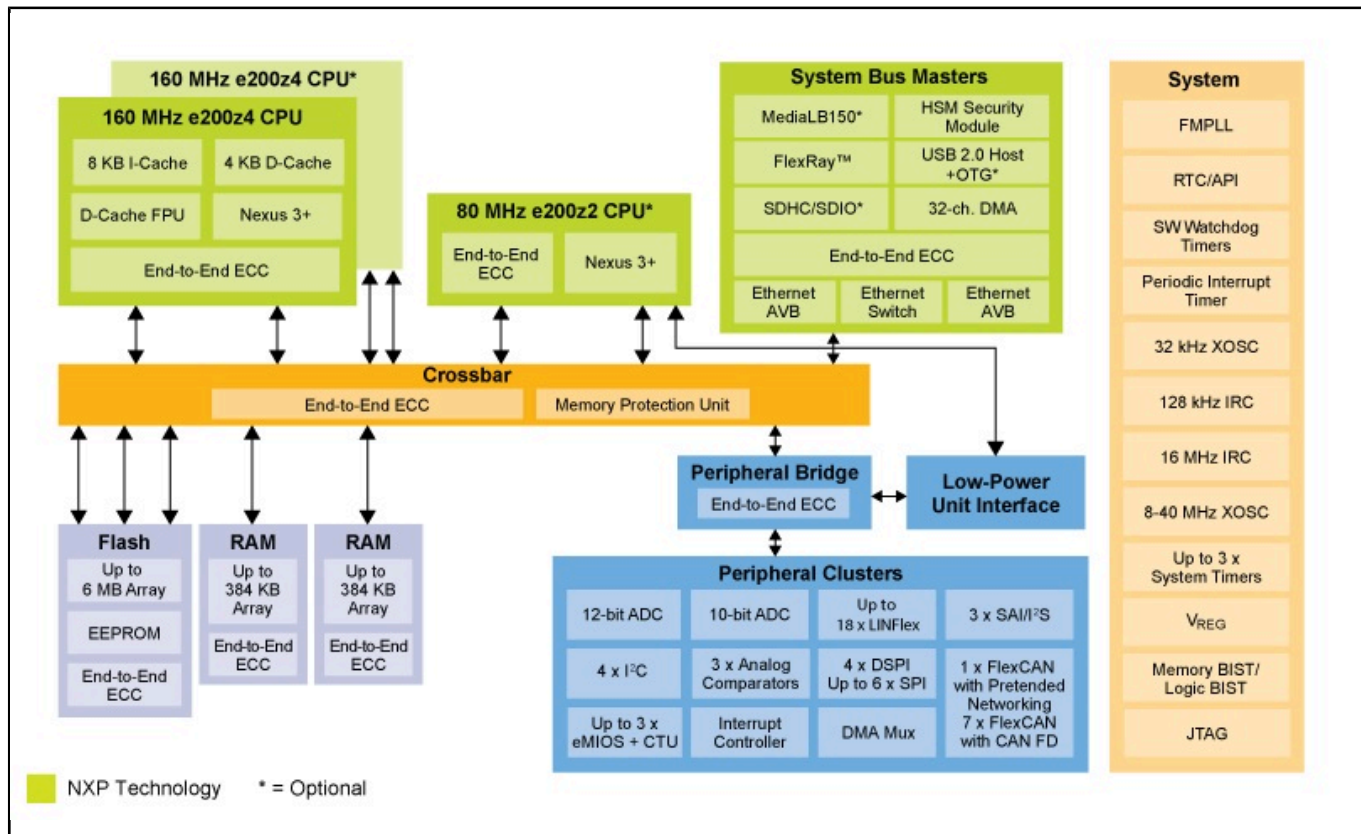 160 MHz e200z4 CPU*
160 MHz e200z4 CPU
8 KB I-Cache
4 KB D-Cache
D-Cache FPU
Nexus 3+
End-to-End ECC
80 MHz e200z2 CPU*
End-to-End
ECC
Nexus 3+
System Bus Masters
MediaLB150*
HSM Security
Module
FlexRay™
USB 2.0 Host
+OTG*
SDHC/SDIO*
32-ch. DMA
End-to-End ECC
Ethernet
AVB
Ethernet
Switch
Ethernet
AVB
Crossbar
End-to-End ECC
Memory Protection Unit
Peripheral Bridge
End-to-End ECC
Low-Power
Unit Interface
Flash
Up to
6 MB Array
EEPROM
End-to-End
ECC
RAM
Up to
384 KB
Array
End-to-End
ECC
RAM
Up to
384 KB
Array
End-to-End
ECC
Peripheral Clusters
12-bit ADC
10-bit ADC
Up to
18 x LINFlex
3 x SAI/I²S
4 x I²C
3 x Analog
Comparators
4 x DSPI
Up to 6 x SPI
1 x FlexCAN
with Pretended
Networking
7 x FlexCAN
with CAN FD
Up to 3 x
eMIOS + CTU
Interrupt
Controller
DMA Mux
System
FMPLL
RTC/API
SW Watchdog
Timers
Periodic Interrupt
Timer
32 kHz XOSC
128 kHz IRC
16 MHz IRC
8-40 MHz XOSC
Up to 3 x
System Timers
VREG
Memory BIST/
Logic BIST
JTAG
NXP Technology
* = Optional